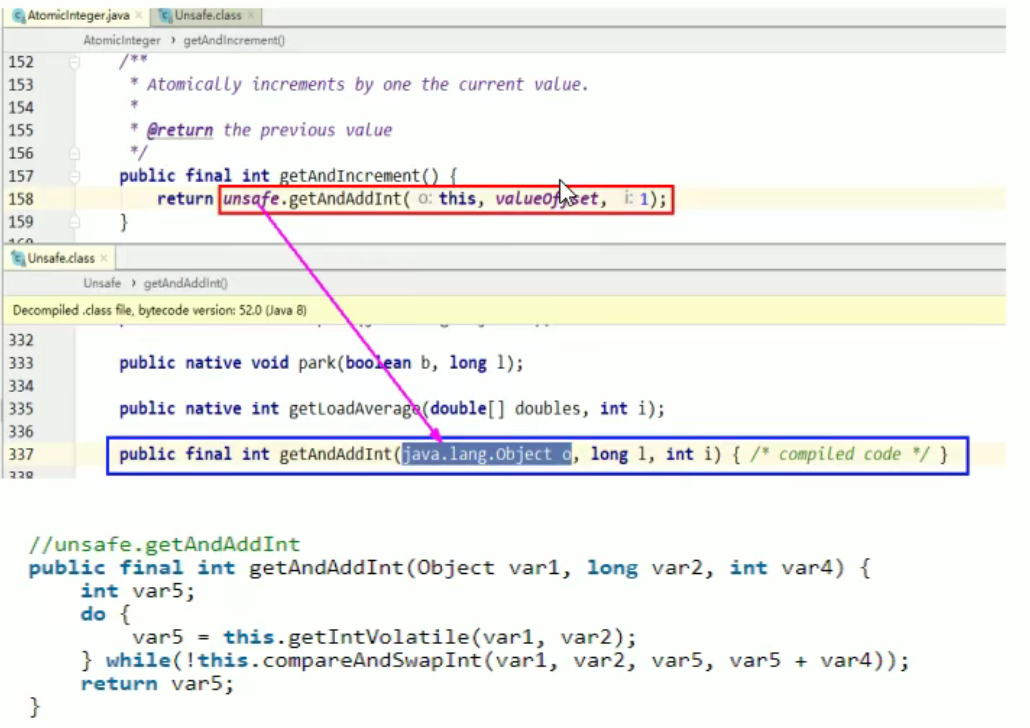 AtomicInteger.java × Unsafe.class ×
AtomicInteger › getAndIncrement()
152 /**
153 * Atomically increments by one the current value.
154 *
155 * @return the previous value
156 */
157 public final int getAndIncrement() {
158 return unsafe.getAndAddInt( o: this, valueOffset, i: 1);
159 }
Unsafe.class ×
Unsafe › getAndAddInt()
Decompiled .class file, bytecode version: 52.0 (Java 8)
332
333 public native void park(boolean b, long l);
334
335 public native int getLoadAverage(double[] doubles, int i);
336
337 public final int getAndAddInt(java.lang.Object o, long l, int i) { /* compiled code */ }
338
//unsafe.getAndAddInt
public final int getAndAddInt(Object var1, long var2, int var4) {
int var5;
do {
var5 = this.getIntVolatile(var1, var2);
} while(!this.compareAndSwapInt(var1, var2, var5, var5 + var4));
return var5;
}